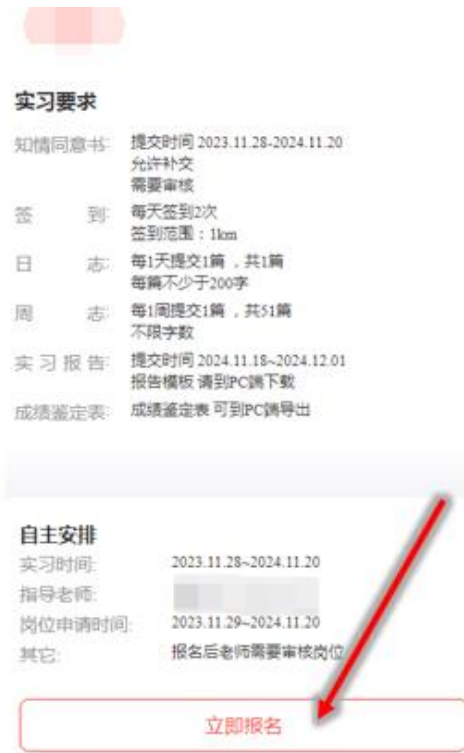 实习要求
知情同意书: 提交时间 2023.11.28-2024.11.20
允许补交
需要审核
签 到: 每天签到2次
签到范围：1km
日 志: 每1天提交1篇 ，共1篇
每篇不少于200字
周 志: 每1周提交1篇 ，共51篇
不限字数
实 习 报 告: 提交时间 2024.11.18~2024.12.01
报告模板 请到PC端下载
成绩鉴定表: 成绩鉴定表 可到PC端导出
自主安排
实习时间: 2023.11.28~2024.11.20
指导老师:
岗位申请时间: 2023.11.29~2024.11.20
其它: 报名后老师需要审核岗位
立即报名